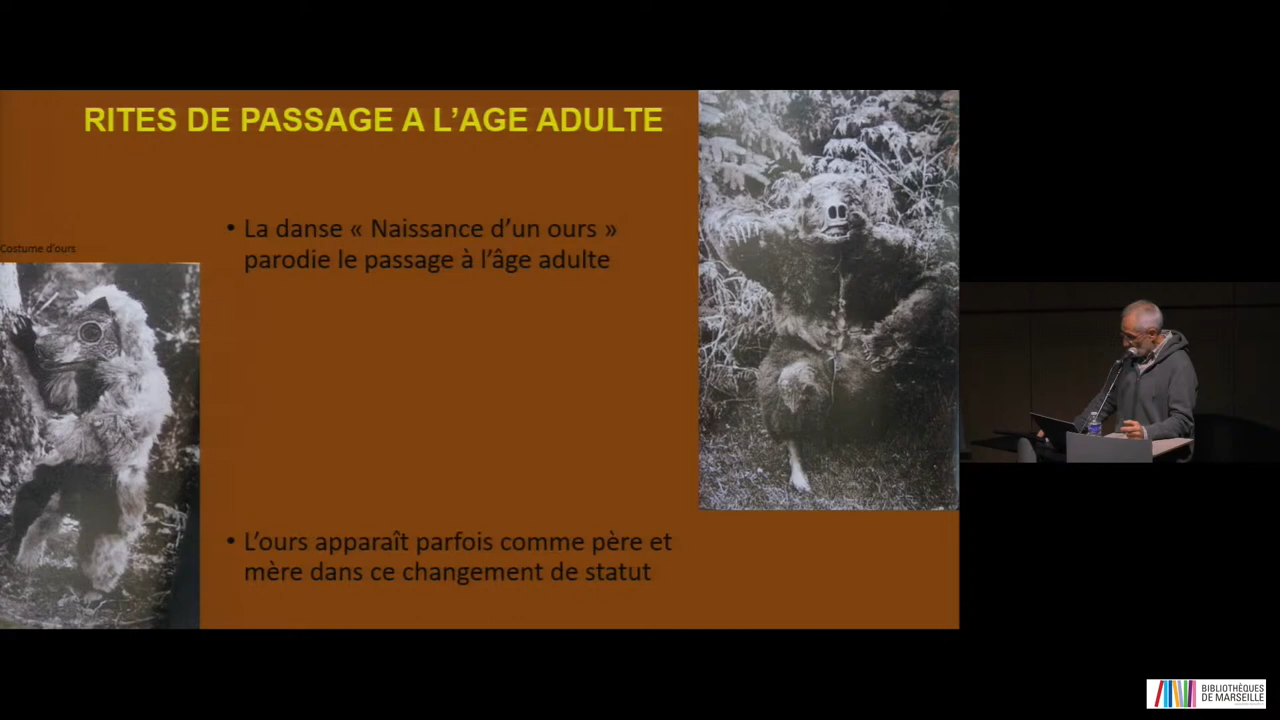 RITES DE PASSAGE A L’AGE ADULTE
Costume d'ours
• La danse « Naissance d’un ours »
parodie le passage à l’âge adulte
• L’ours apparaît parfois comme père et
mère dans ce changement de statut
BIBLIOTHÈQUES
DE MARSEILLE